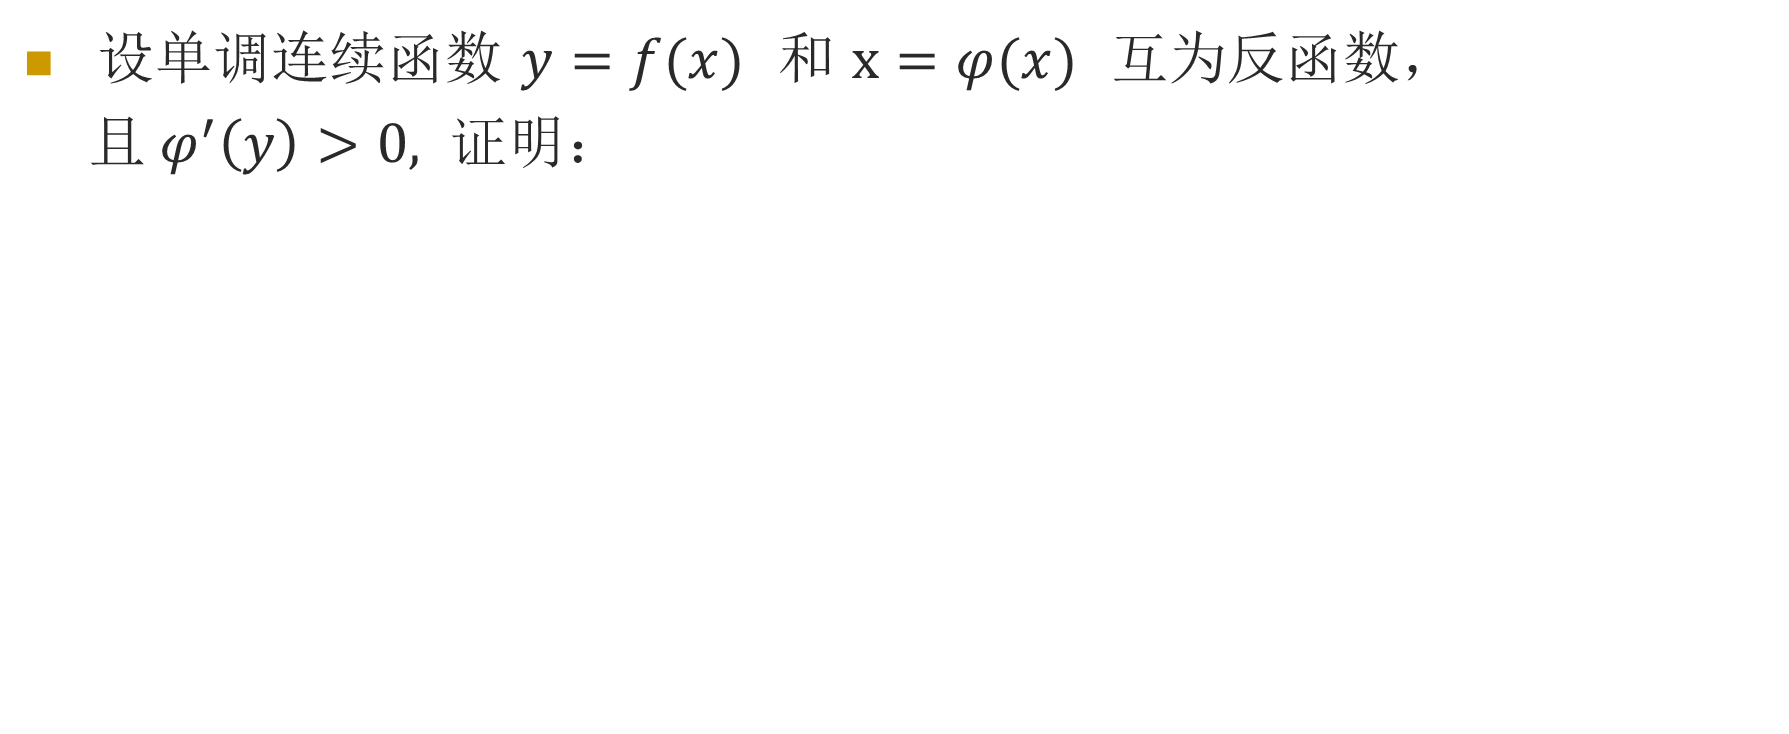 ■ 设单调连续函数 y = f(x) 和 x = φ(x) 互为反函数，
且 φ′(y) > 0, 证明：